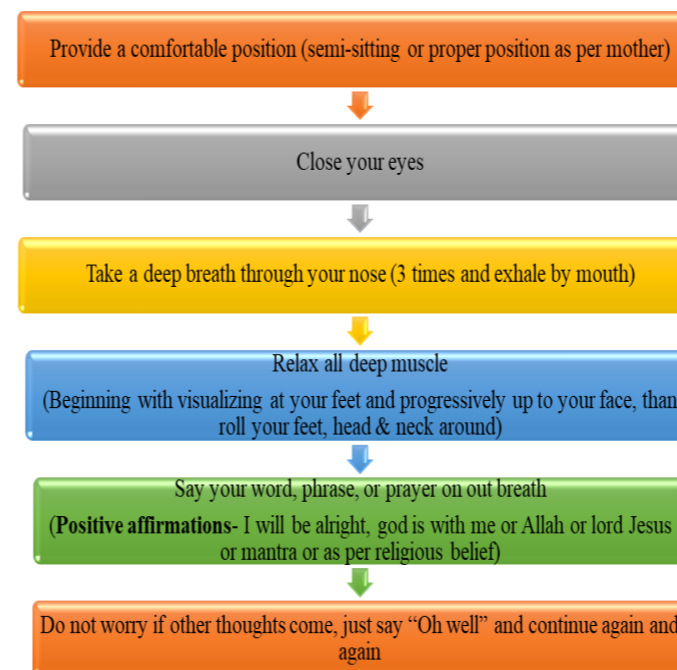 Provide a comfortable position (semi-sitting or proper position as per mother)
Close your eyes
Take a deep breath through your nose (3 times and exhale by mouth)
Relax all deep muscle
(Beginning with visualizing at your feet and progressively up to your face, than
roll your feet, head & neck around)
Say your word, phrase, or prayer on out breath
(Positive affirmations- I will be alright, god is with me or Allah or lord Jesus
or mantra or as per religious belief)
Do not worry if other thoughts come, just say “Oh well” and continue again and
again